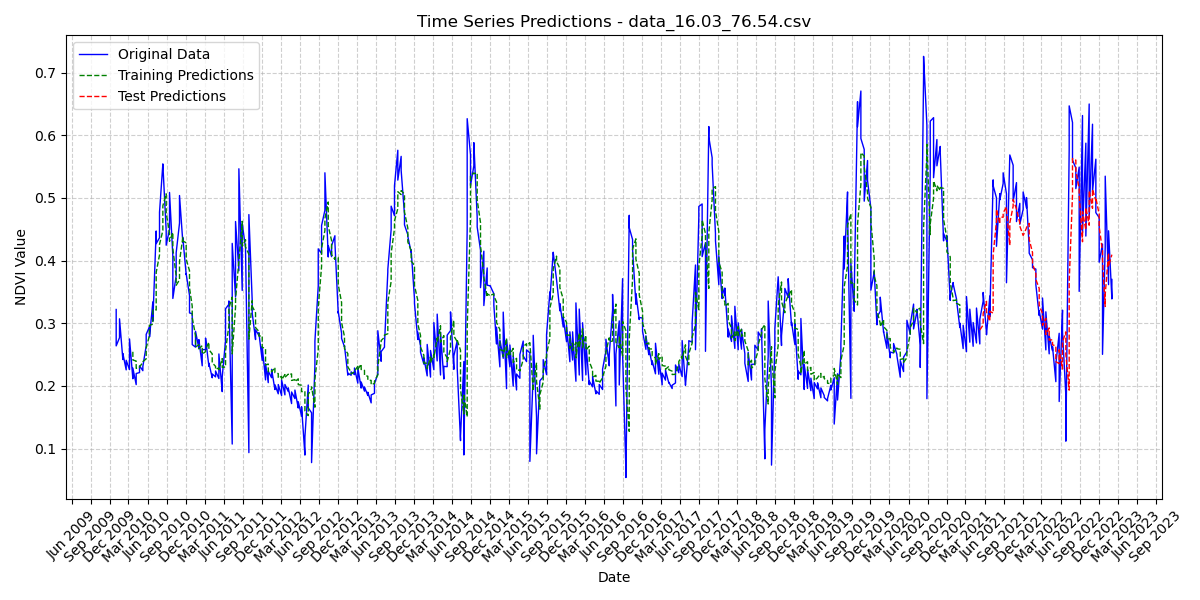 Time Series Predictions - data_16.03_76.54.csv
Original Data
Training Predictions
Test Predictions
NDVI Value
0.7
0.6
0.5
0.4
0.3
0.2
0.1
Jun 2009
Sep 2009
Dec 2009
Mar 2010
Jun 2010
Sep 2010
Dec 2010
Mar 2011
Jun 2011
Sep 2011
Dec 2011
Mar 2012
Jun 2012
Sep 2012
Dec 2012
Mar 2013
Jun 2013
Sep 2013
Dec 2013
Mar 2014
Jun 2014
Sep 2014
Dec 2014
Mar 2015
Jun 2015
Sep 2015
Dec 2015
Mar 2016
Jun 2016
Sep 2016
Dec 2016
Mar 2017
Jun 2017
Sep 2017
Dec 2017
Mar 2018
Jun 2018
Sep 2018
Dec 2018
Mar 2019
Jun 2019
Sep 2019
Dec 2019
Mar 2020
Jun 2020
Sep 2020
Dec 2020
Mar 2021
Jun 2021
Sep 2021
Dec 2021
Mar 2022
Jun 2022
Sep 2022
Dec 2022
Mar 2023
Jun 2023
Sep 2023
Date